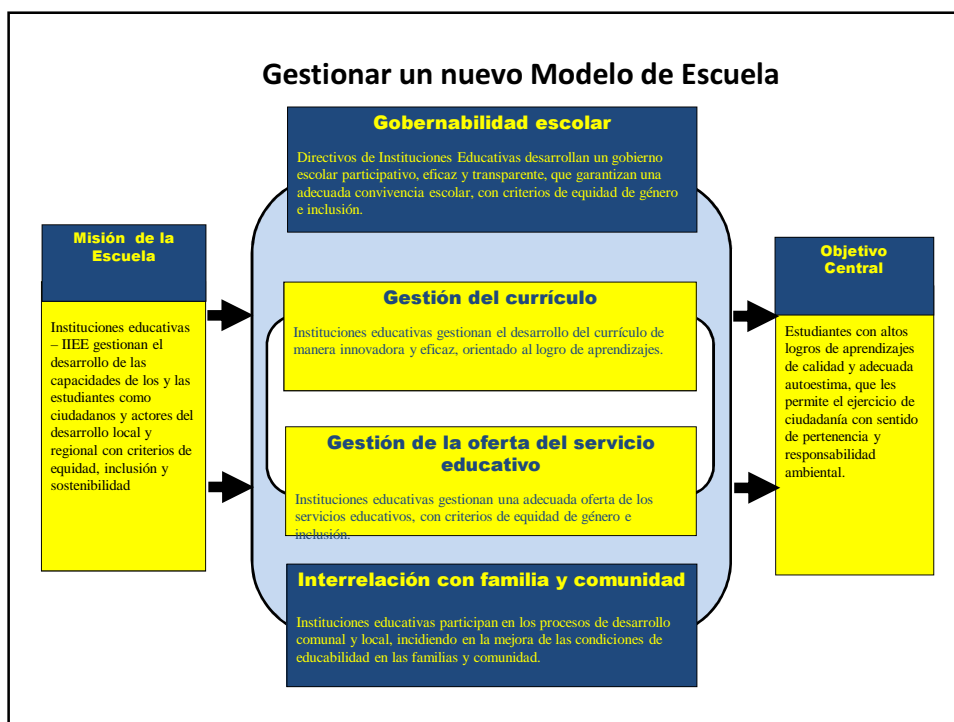 Gestionar un nuevo Modelo de Escuela
Gobernabilidad escolar
Directivos de Instituciones Educativas desarrollan un gobierno
escolar participativo, eficaz y transparente, que garantizan una
adecuada convivencia escolar, con criterios de equidad de género
e inclusión.
Misión de la
Escuela
Instituciones educativas
– IIEE gestionan el
desarrollo de las
capacidades de los y las
estudiantes como
ciudadanos y actores del
desarrollo local y
regional con criterios de
equidad, inclusión y
sostenibilidad
Gestión del currículo
Instituciones educativas gestionan el desarrollo del currículo de
manera innovadora y eficaz, orientado al logro de aprendizajes.
Gestión de la oferta del servicio
educativo
Instituciones educativas gestionan una adecuada oferta de los
servicios educativos, con criterios de equidad de género e
inclusión.
Interrelación con familia y comunidad
Instituciones educativas participan en los procesos de desarrollo
comunal y local, incidiendo en la mejora de las condiciones de
educabilidad en las familias y comunidad.
Objetivo
Central
Estudiantes con altos
logros de aprendizajes
de calidad y adecuada
autoestima, que les
permite el ejercicio de
ciudadanía con sentido
de pertenencia y
responsabilidad
ambiental.